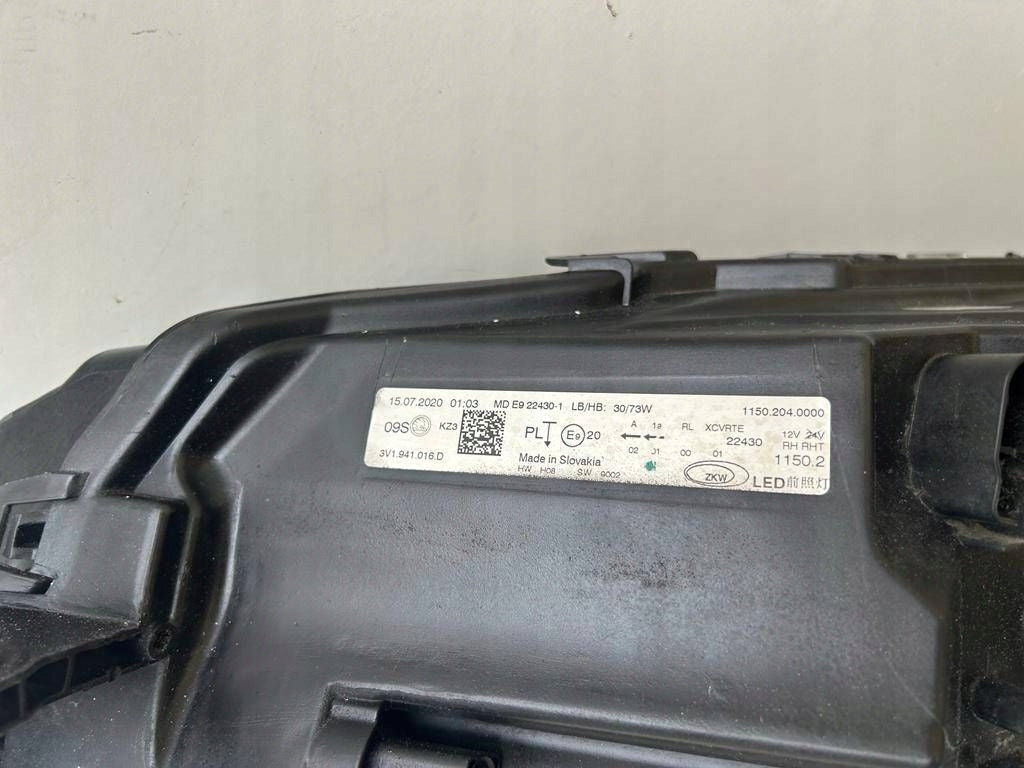 15.07.2020 01:03 MD E9 22430-1 LB/HB: 30/73W 1150.204.0000
09S KZ3 PL E9 20 A 1a RL XCVRTE 12V 24V
02 01 00 01 22430 RH RHT
3V1.941.016.D Made in Slovakia 1150.2
HW H08 SW 9002 ZKW LED前照灯